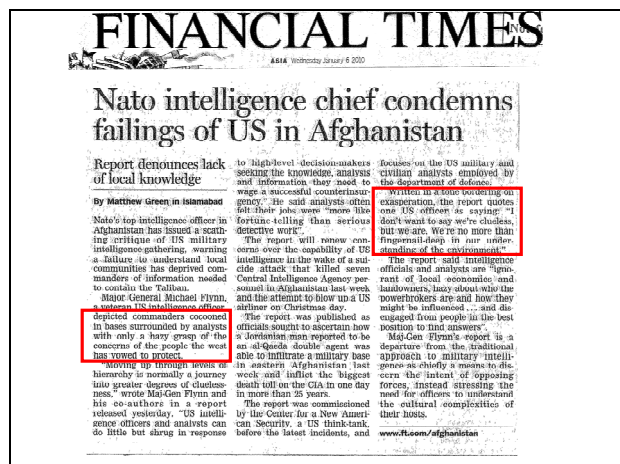 FINANCIAL TIMES
ASIA Wednesday January 6 2010
Nato intelligence chief condemns
failings of US in Afghanistan
Report denounces lack
of local knowledge
By Matthew Green in Islamabad
Nato's top intelligence officer in
Afghanistan has issued a scath-
ing critique of US military
intelligence-gathering, warning
a failure to understand local
communities has deprived com-
manders of information needed
to contain the Taliban.
Major General Michael Flynn,
a veteran US intelligence officer,
depicted commanders cocooned
in bases surrounded by analysts
with only a hazy grasp of the
concerns of the people the west
has vowed to protect.
"Moving up through levels of
hierarchy is normally a journey
into greater degrees of clueless-
ness," wrote Maj-Gen Flynn and
his co-authors in a report
released yesterday. "US intelli-
gence officers and analysts can
do little but shrug in response
to high-level decision-makers
seeking the knowledge, analysis
and information they need to
wage a successful counterinsur-
gency." He said analysts often
felt their jobs were "more like
fortune-telling than serious
detective work".
The report will renew con-
cerns over the capability of US
intelligence in the wake of a sui-
cide attack that killed seven
Central Intelligence Agency per-
sonnel in Afghanistan last week
and the attempt to blow up a US
airliner on Christmas day.
The report was published as
officials sought to ascertain how
a Jordanian man reported to be
an al-Qaeda double agent was
able to infiltrate a military base
in eastern Afghanistan last
week and inflict the biggest
death toll on the CIA in one day
in more than 25 years.
The report was commissioned
by the Center for a New Ameri-
can Security, a US think-tank,
before the latest incidents, and
focuses on the US military and
civilian analysts employed by
the department of defence.
Written in a tone bordering on
exasperation, the report quotes
one US officer as saying: "I
don't want to say we're clueless,
but we are. We're no more than
fingernail-deep in our under-
standing of the environment."
The report said intelligence
officials and analysts are "igno-
rant of local economics and
landowners, hazy about who the
powerbrokers are and how they
might be influenced . . . and dis-
engaged from people in the best
position to find answers".
Maj-Gen Flynn's report is a
departure from the traditional
approach to military intelli-
gence as chiefly a means to dis-
cern the intent of opposing
forces, instead stressing the
need for officers to understand
the cultural complexities of
their hosts.
www.ft.com/afghanistan